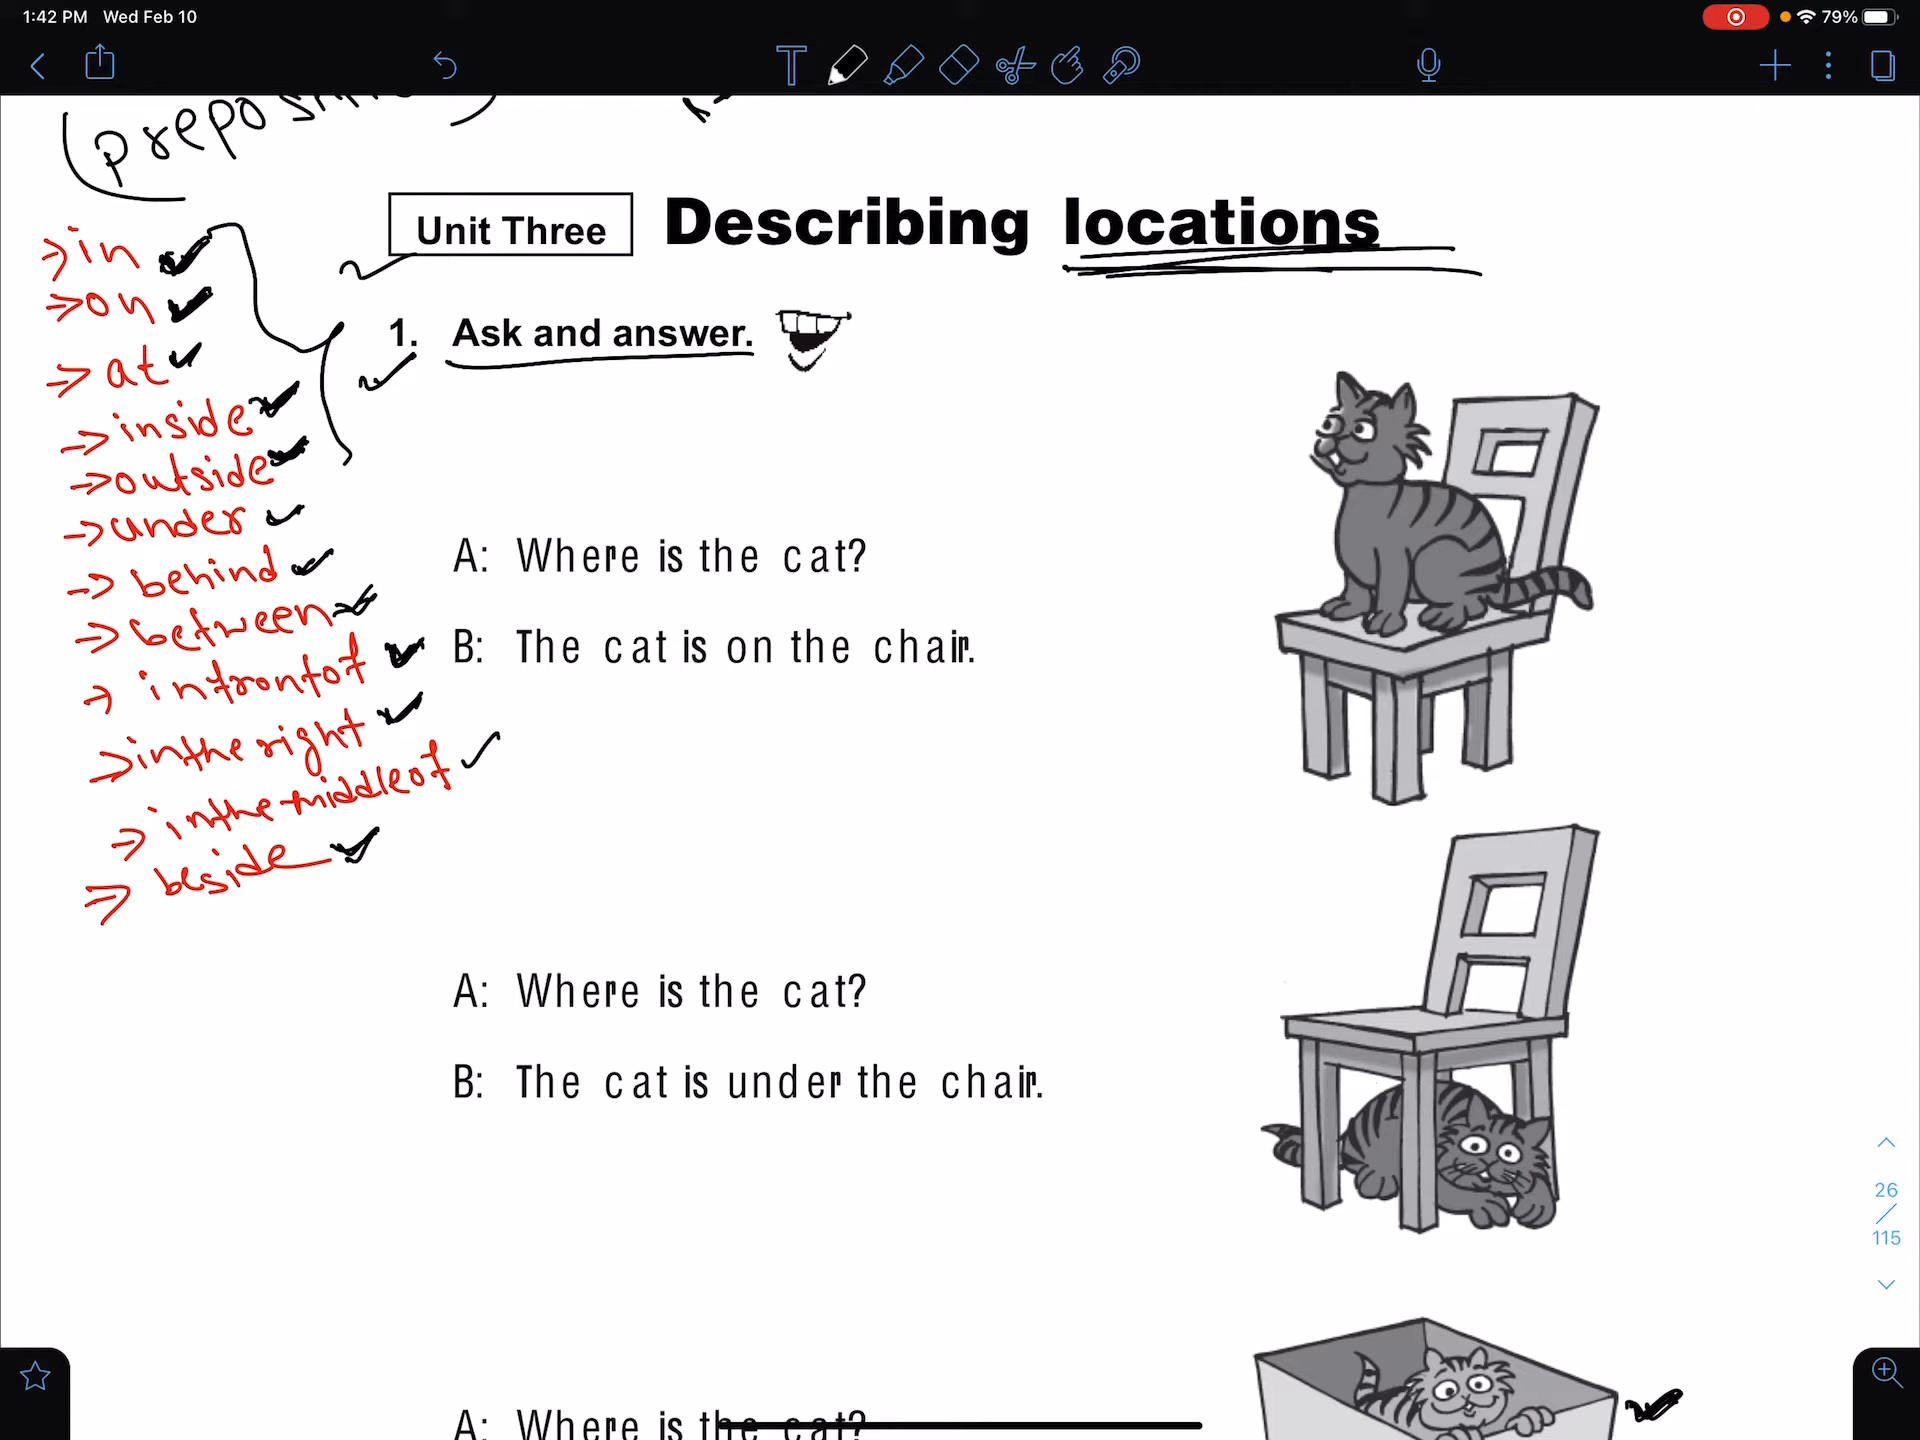 1:42 PM Wed Feb 10
79%
T
Unit Three Describing locations
→ in
→ on
→ at
→ inside
→ outside
→ under
→ behind
→ between
→ infrontof
→ inthe right
→ inthe middleof
→ beside
1. Ask and answer.
A: Where is the cat?
B: The cat is on the chair.
A: Where is the cat?
B: The cat is under the chair.
A: Where is the cat?
26
/
115